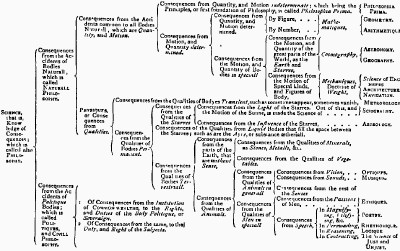 SCIENCE,
that is,
Knowledge of
Consequences;
which is
called also
PHILOSOPHY.
Consequences
from the Accidents of
Bodies
Naturall;
which is
called
NATURALL
PHILOSOPHY.
Consequences
from the Accidents of
Politique
Bodies;
which is
called
POLITIQUES,
and CIVILL
PHILOSOPHY.
Consequences from the Accidents common to all Bodies
Naturall; which are Quantity, and Motion.
PHYSIQUES, or Consequences
from
Qualities.
Consequences from Quantity, and Motion indeterminate; which being the
Principles, or first foundation of Philosophy, is called Philosophia Prima.
PHILOSOPHIA
PRIMA.
Consequences
from
Motion, and
Quantity determined.
Consequences
from Quantity,
and Motion
determined.
By Figure,
By Number,
Mathematiques,
GEOMETRY.
ARITHMETIQUE.
Consequences
from the
Motion, and
Quantity of
Bodies in
speciall.
Consequences
from the
Motion, and
Quantity of
the great parts
of the World,
as the Earth
and Starres.
Cosmography,
ASTRONOMY.
GEOGRAPHY.
Consequences
from the
Motion of
Speciall kinds,
and Figures of
Body.
Mechaniques,
Doctrine of
Weight,
Science of ENGINEERS.
ARCHITECTURE.
NAVIGATION.
Consequences from the Qualities of Bodyes Transient, such as sometimes appear, sometimes vanish,
METEOROLOGY.
Consequences
from the
Qualities of
Bodies Permanent.
Consequences
from the
Qualities of
the Starres.
Consequences from the Light of the Starres. Out of this, and
the Motion of the Sunne, is made the Science of
SCIOGRAPHY.
Consequences from the Influence of the Starres,
ASTROLOGY.
Consequences of the Qualities from Liquid Bodies that fill the space between
the Starres; such as are the Ayre, or substance aetherial.
Consequences
from the
Qualities of
Bodies Terrestriall.
Consequences
from the
parts of the
Earth, that
are without
Sense.
Consequences from the Qualities of Minerals,
as Stones, Metalls, &c.
Consequences from the Qualities of Vegetables.
Consequences
from the
Qualities of
Animals.
Consequences
from the
Qualities of
Animals in
generall
Consequences from Vision,
OPTIQUES.
Consequences from Sounds,
MUSIQUE.
Consequences from the rest of
the Senses.
Consequences
from the
Qualities of
Men in
speciall
Consequences from the Passions
of Men,
ETHIQUES.
Consequences
from Speech,
In Magnifying, Vilifying, &c.
POETRY.
In Perswading,
RHETHORIQUE.
In Reasoning,
LOGIQUE.
In Contracting,
The Science of
JUST and
UNJUST.
1 Of Consequences from the Institution
of COMMON-WEALTHS, to the Rights,
and Duties of the Body Politique, or
Soveraign.
2 Of Consequences from the same, to the Duty,
and Right of the Subjects.